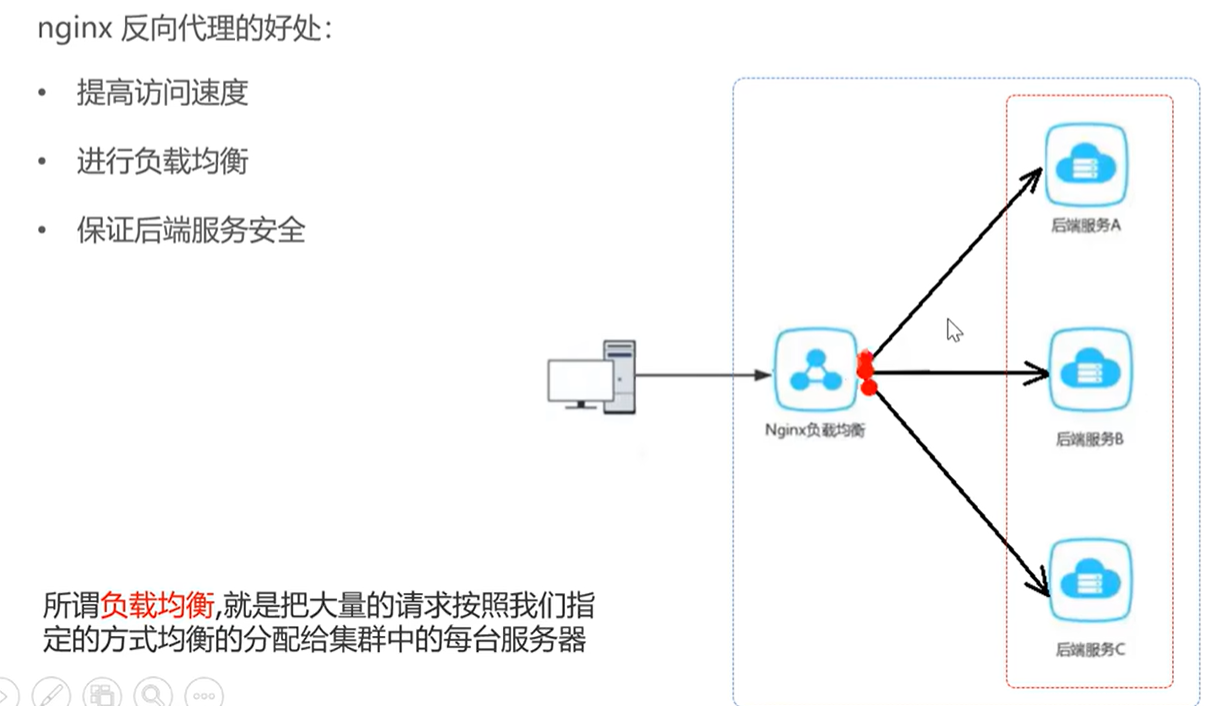 nginx 反向代理的好处：
• 提高访问速度
• 进行负载均衡
• 保证后端服务安全
后端服务A
Nginx负载均衡
后端服务B
后端服务C
所谓负载均衡,就是把大量的请求按照我们指
定的方式均衡的分配给集群中的每台服务器